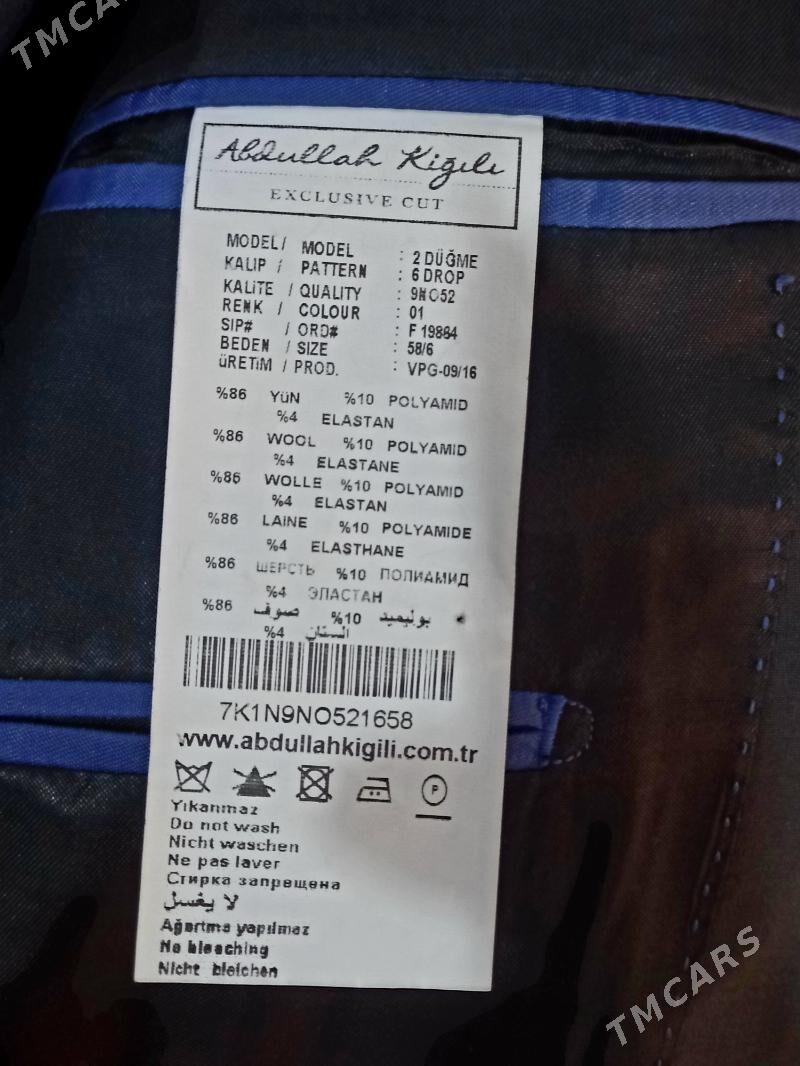 TMCARS
Abdullah Kiğılı
EXCLUSIVE CUT
MODEL / MODEL : 2 DÜĞME
KALIP / PATTERN : 6 DROP
KALİTE / QUALITY : 9NO52
RENK / COLOUR : 01
SIP# / ORD# : F 19864
BEDEN / SIZE : 58/6
ÜRETİM / PROD. : VPG-09/16
%86 YÜN %10 POLYAMID
%4 ELASTAN
%86 WOOL %10 POLYAMID
%4 ELASTANE
%86 WOLLE %10 POLYAMID
%4 ELASTAN
%86 LAINE %10 POLYAMIDE
%4 ELASTHANE
%86 ШЕРСТЬ %10 ПОЛИАМИД
%4 ЭЛАСТАН
%86 صوف %10 بوليميد
%4 الستان
7K1N9NO521658
www.abdullahkigili.com.tr
P
Yıkanmaz
Do not wash
Nicht waschen
Ne pas laver
Стирка запрещена
لا يغسل
Ağartma yapılmaz
No bleaching
Nicht bleichen
TMCARS